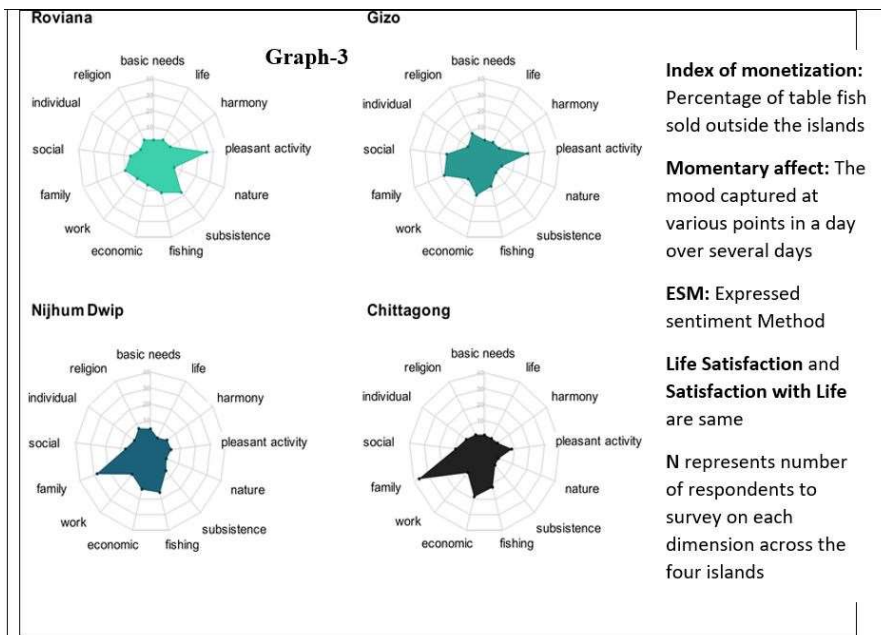 Roviana
Gizo
Graph-3
basic needs
religion
life
individual
harmony
social
pleasant activity
family
nature
work
subsistence
economic
fishing
basic needs
religion
life
individual
harmony
social
pleasant activity
family
nature
work
subsistence
economic
fishing
Nijhum Dwip
Chittagong
basic needs
religion
life
individual
harmony
social
pleasant activity
family
nature
work
subsistence
economic
fishing
basic needs
religion
life
individual
harmony
social
pleasant activity
family
nature
work
subsistence
economic
fishing
Index of monetization:
Percentage of table fish
sold outside the islands
Momentary affect: The
mood captured at
various points in a day
over several days
ESM: Expressed
sentiment Method
Life Satisfaction and
Satisfaction with Life
are same
N represents number
of respondents to
survey on each
dimension across the
four islands